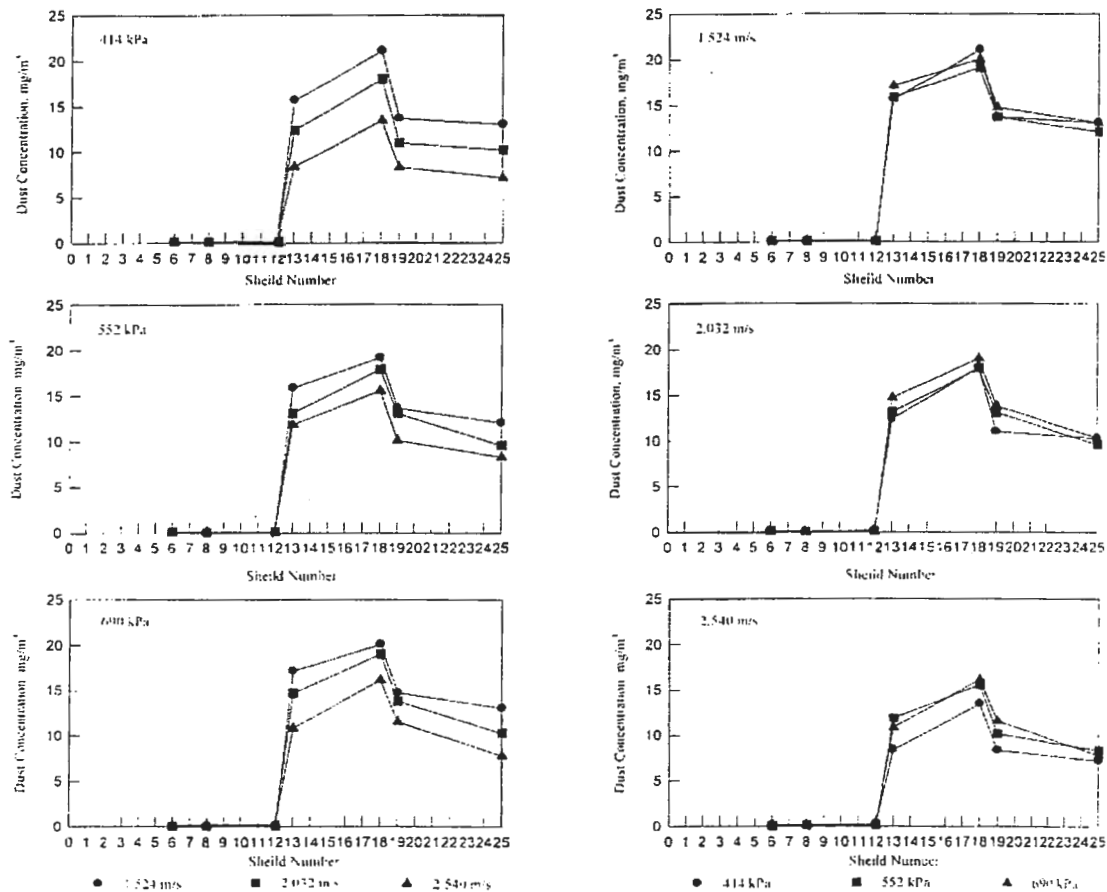 25
20
15
10
5
0
Dust Concentration, mg/m³
414 kPa
0 1 2 3 4 5 6 7 8 9 10 11 12 13 14 15 16 17 18 19 20 21 22 23 24 25
Sheild Number
25
20
15
10
5
0
Dust Concentration mg/m³
552 kPa
0 1 2 3 4 5 6 7 8 9 10 11 12 13 14 15 16 17 18 19 20 21 22 23 24 25
Sheild Number
25
20
15
10
5
0
Dust Concentration mg/m³
690 kPa
0 1 2 3 4 5 6 7 8 9 10 11 12 13 14 15 16 17 18 19 20 21 22 23 24 25
Sheild Number
1.524 m/s 2.032 m/s 2.540 m/s
25
20
15
10
5
0
Dust Concentration, mg/m³
1.524 m/s
0 1 2 3 4 5 6 7 8 9 10 11 12 13 14 15 16 17 18 19 20 21 22 23 24 25
Sheild Number
25
20
15
10
5
0
Dust Concentration, mg/m³
2.032 m/s
0 1 2 3 4 5 6 7 8 9 10 11 12 13 14 15 16 17 18 19 20 21 22 23 24 25
Sheild Number
25
20
15
10
5
0
Dust Concentration, mg/m³
2.540 m/s
0 1 2 3 4 5 6 7 8 9 10 11 12 13 14 15 16 17 18 19 20 21 22 23 24 25
Sheild Number
414 kPa 552 kPa 690 kPa